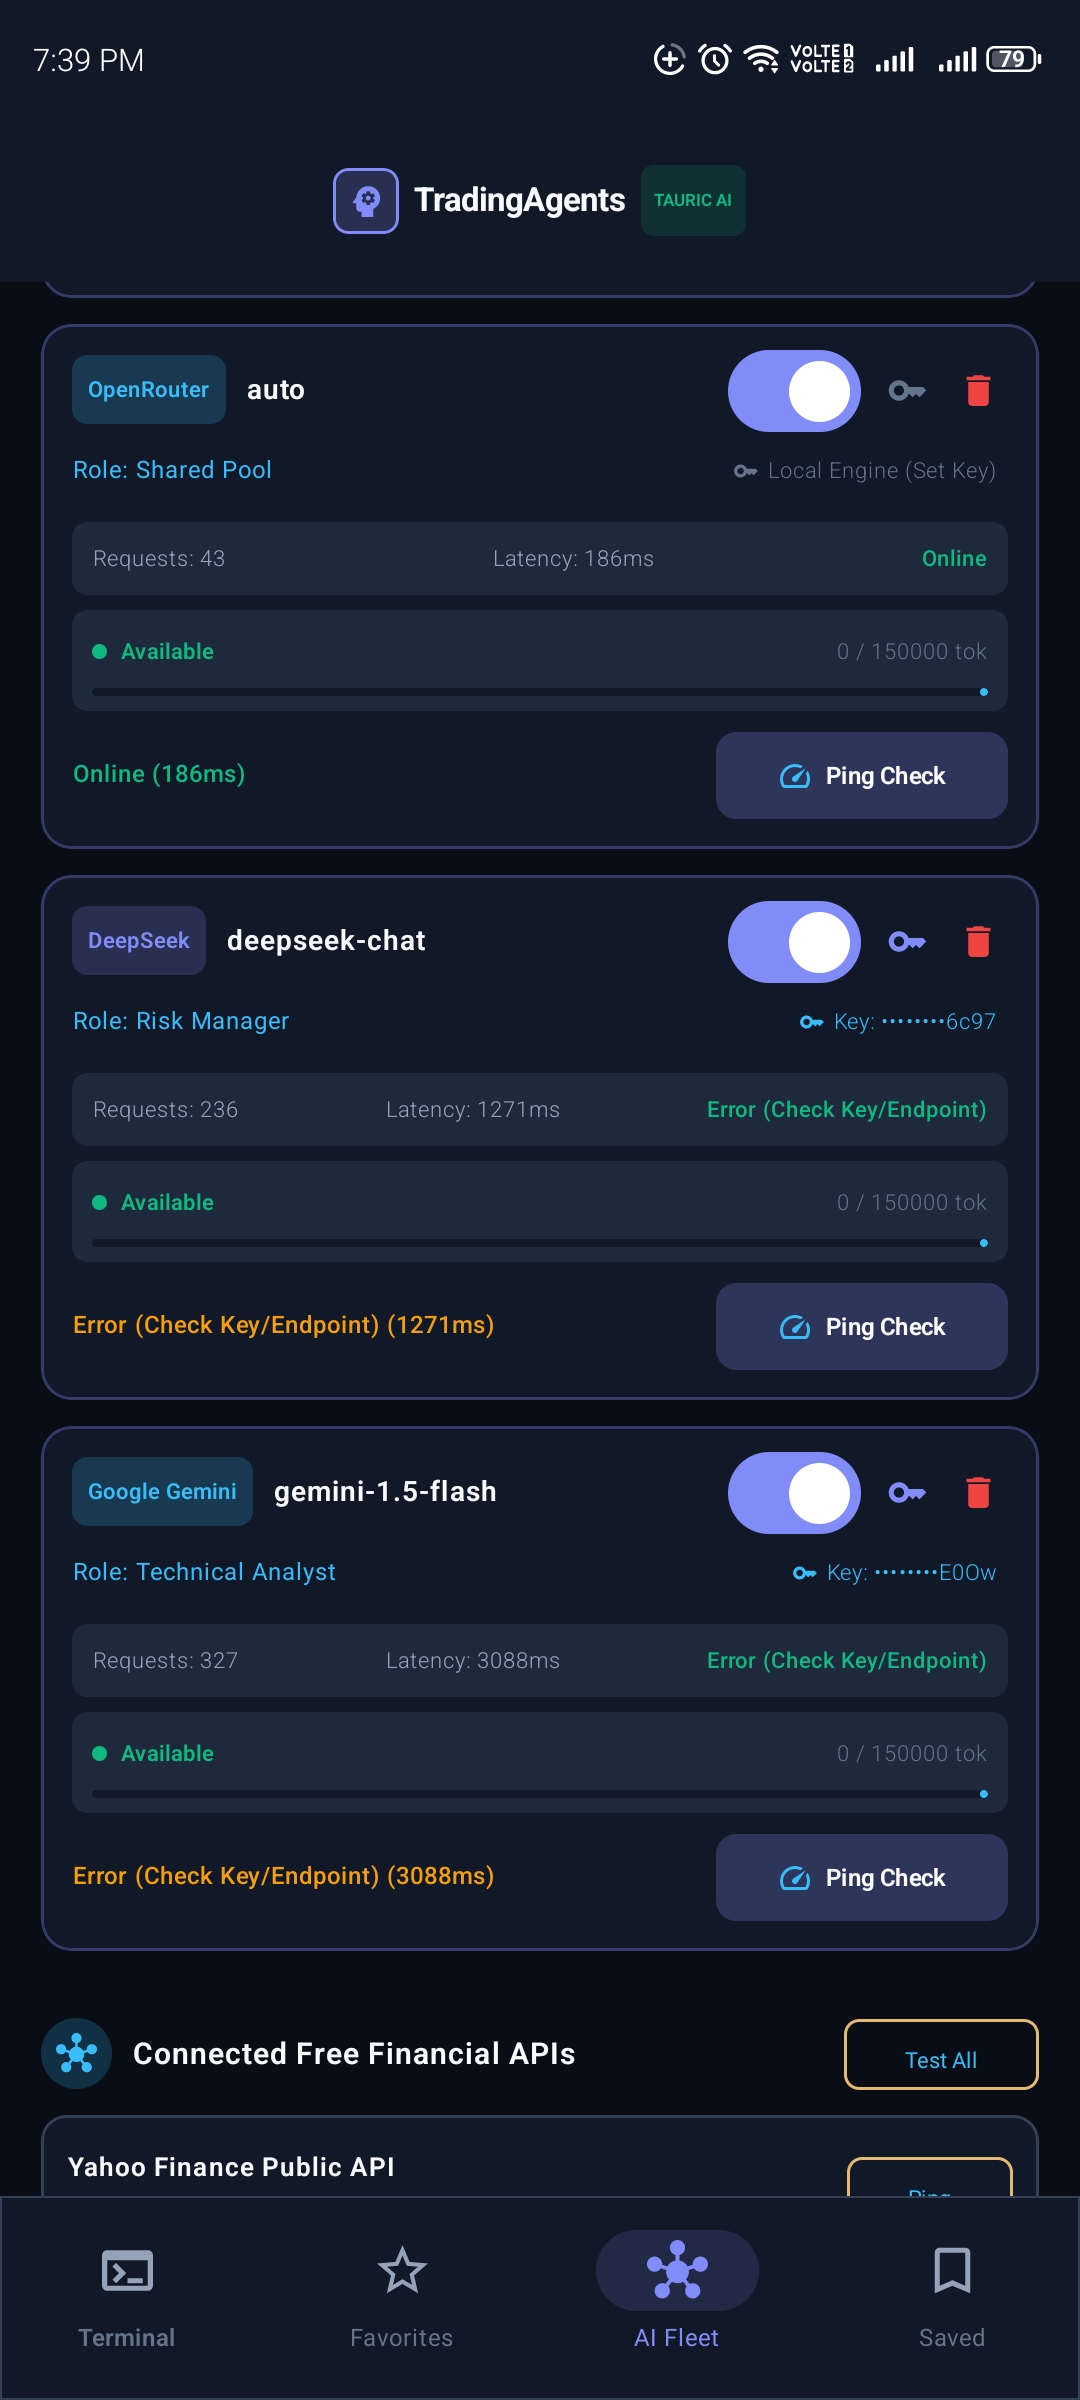 7:39 PM
VoLTE 1
VoLTE 2
79
TradingAgents
TAURIC AI
OpenRouter
auto
Role: Shared Pool
Local Engine (Set Key)
Requests: 43
Latency: 186ms
Online
Available
0 / 150000 tok
Online (186ms)
Ping Check
DeepSeek
deepseek-chat
Role: Risk Manager
Key: ••••••••6c97
Requests: 236
Latency: 1271ms
Error (Check Key/Endpoint)
Available
0 / 150000 tok
Error (Check Key/Endpoint) (1271ms)
Ping Check
Google Gemini
gemini-1.5-flash
Role: Technical Analyst
Key: ••••••••E0Ow
Requests: 327
Latency: 3088ms
Error (Check Key/Endpoint)
Available
0 / 150000 tok
Error (Check Key/Endpoint) (3088ms)
Ping Check
Connected Free Financial APIs
Test All
Yahoo Finance Public API
Ping
Terminal
Favorites
AI Fleet
Saved